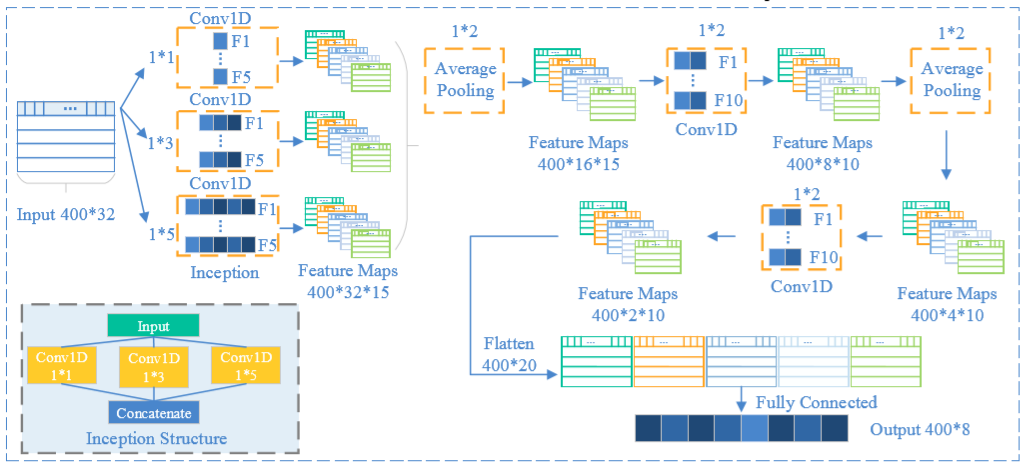 Conv1D
1*1
F1
F5
Conv1D
1*3
F1
F5
Conv1D
1*5
F1
F5
Inception
Input 400*32
Feature Maps
400*32*15
1*2
Average
Pooling
Feature Maps
400*16*15
1*2
F1
F10
Conv1D
Feature Maps
400*8*10
1*2
Average
Pooling
Feature Maps
400*4*10
1*2
F1
F10
Conv1D
Feature Maps
400*2*10
Flatten
400*20
Fully Connected
Output 400*8
Input
Conv1D
1*1
Conv1D
1*3
Conv1D
1*5
Concatenate
Inception Structure